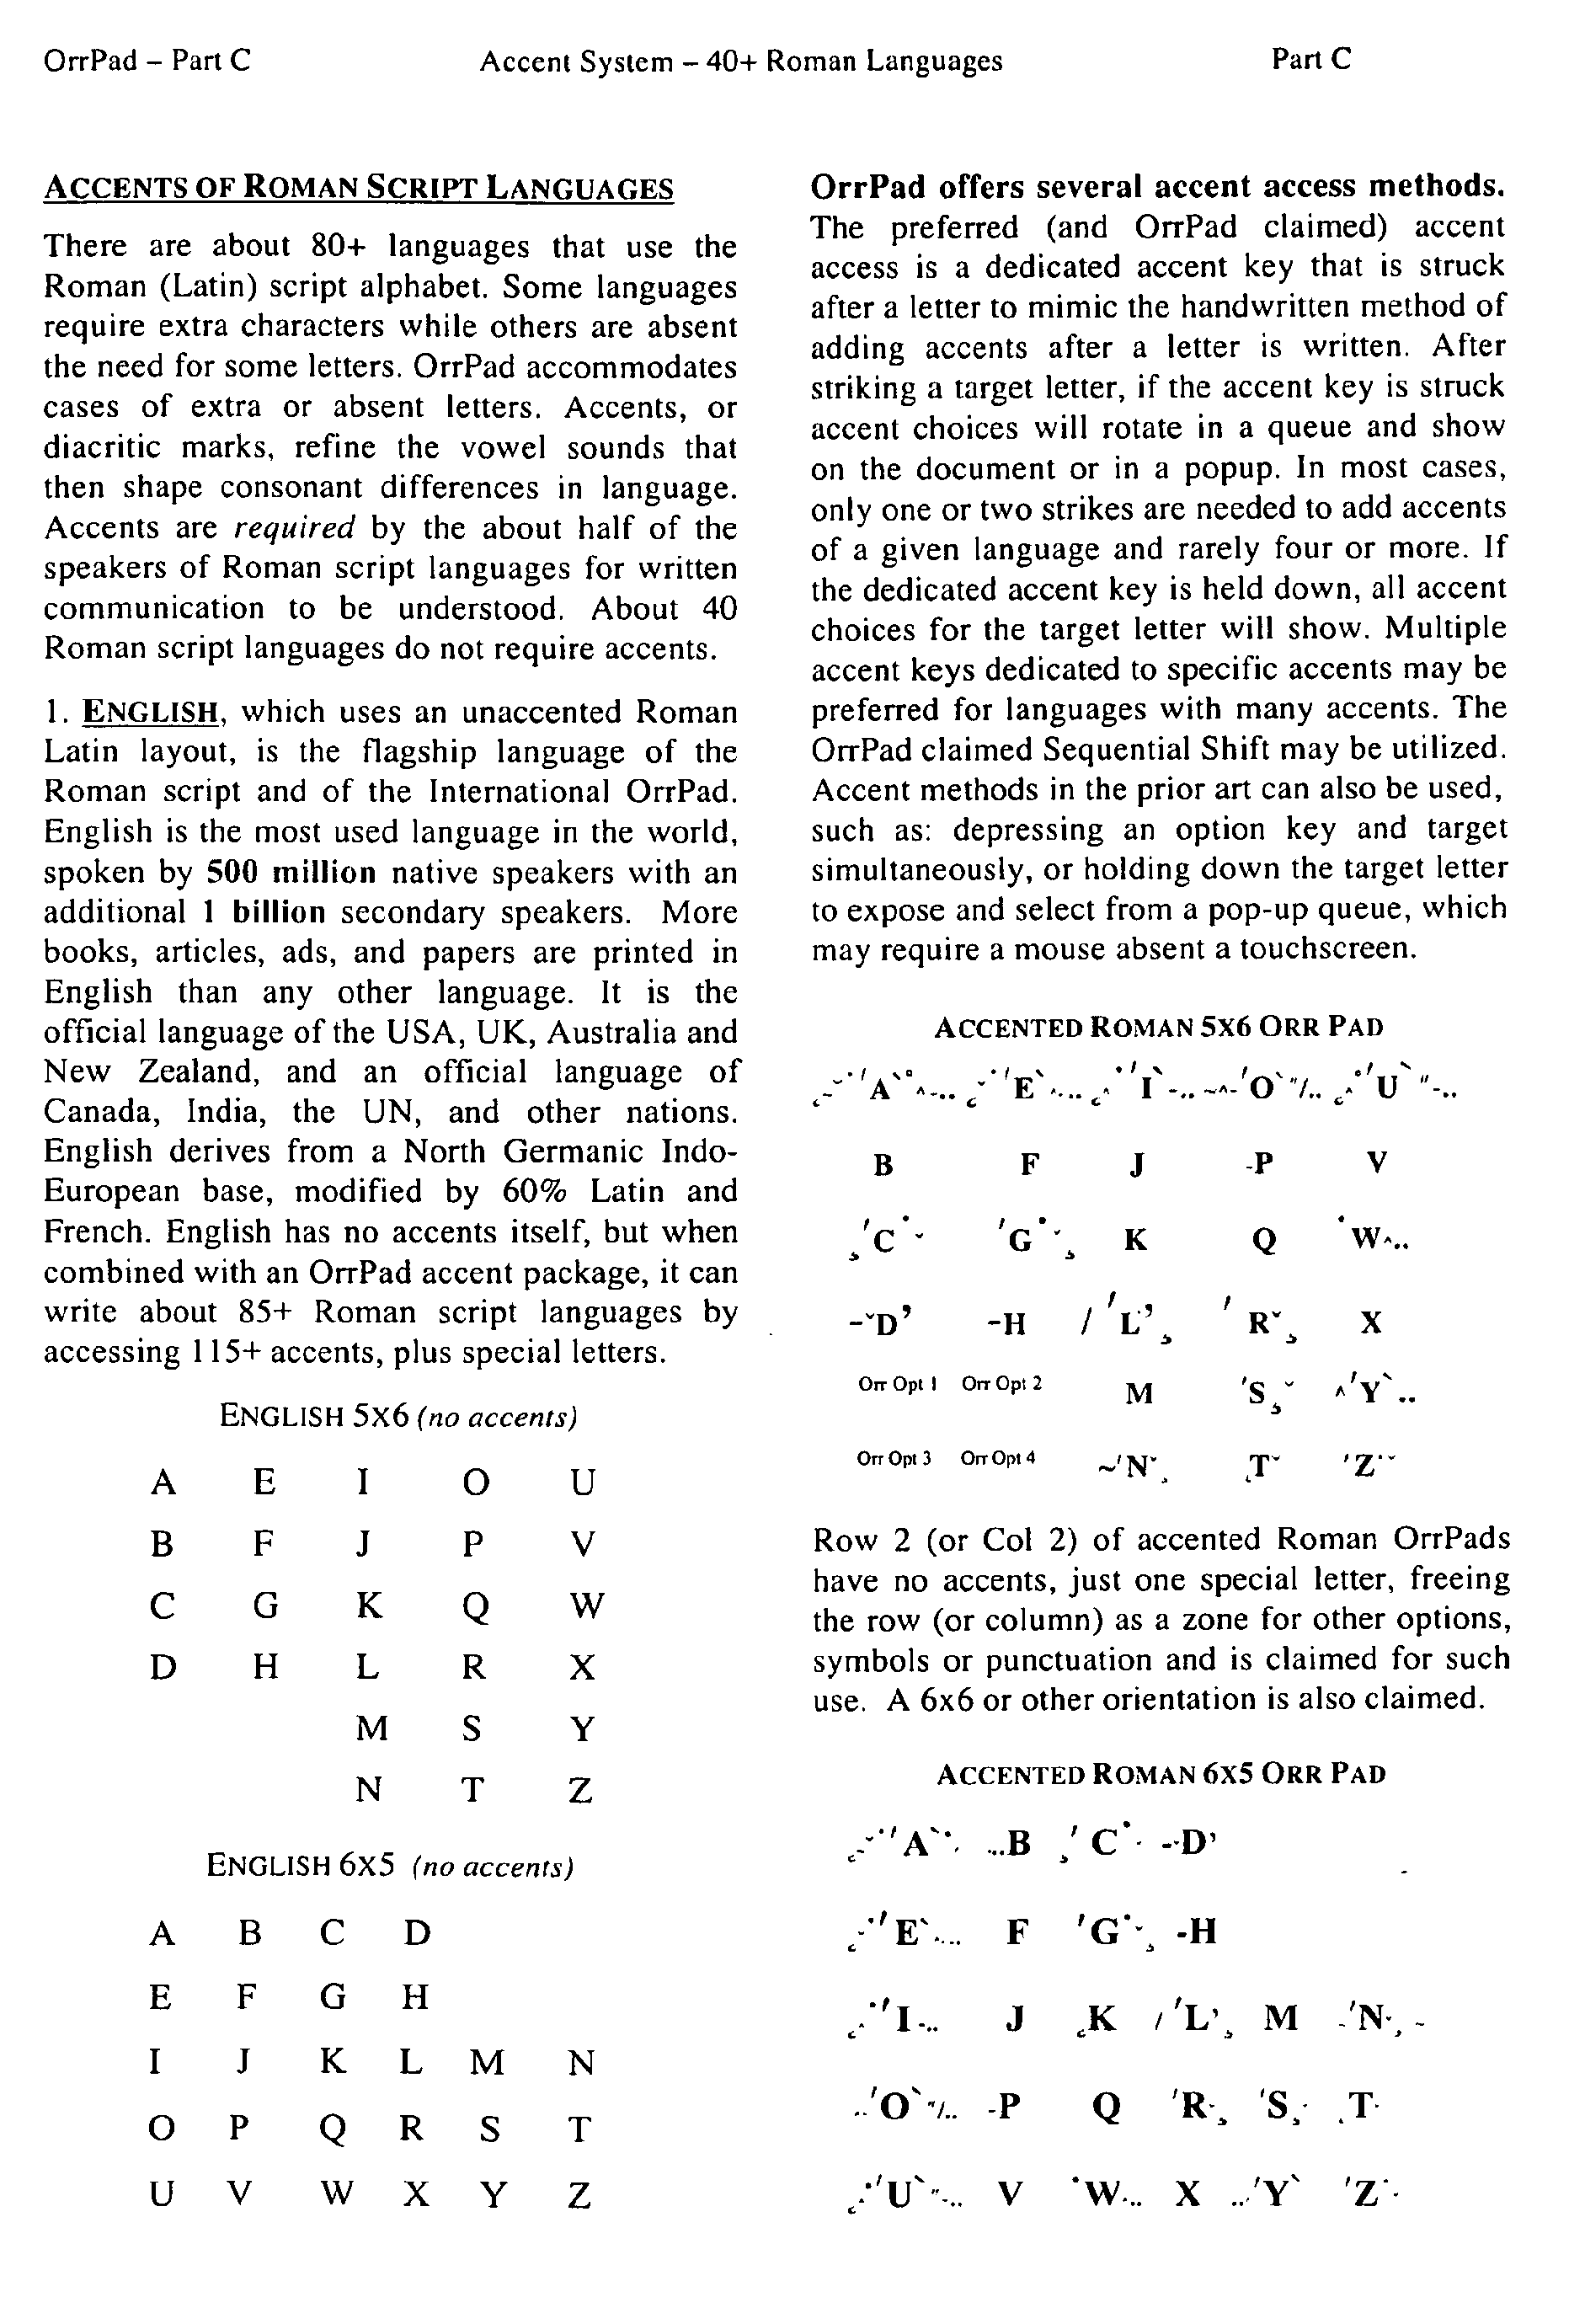 OrrPad – Part C Accent System – 40+ Roman Languages Part C
ACCENTS OF ROMAN SCRIPT LANGUAGES
There are about 80+ languages that use the
Roman (Latin) script alphabet. Some languages
require extra characters while others are absent
the need for some letters. OrrPad accommodates
cases of extra or absent letters. Accents, or
diacritic marks, refine the vowel sounds that
then shape consonant differences in language.
Accents are required by the about half of the
speakers of Roman script languages for written
communication to be understood. About 40
Roman script languages do not require accents.
1. ENGLISH, which uses an unaccented Roman
Latin layout, is the flagship language of the
Roman script and of the International OrrPad.
English is the most used language in the world,
spoken by 500 million native speakers with an
additional 1 billion secondary speakers. More
books, articles, ads, and papers are printed in
English than any other language. It is the
official language of the USA, UK, Australia and
New Zealand, and an official language of
Canada, India, the UN, and other nations.
English derives from a North Germanic Indo-
European base, modified by 60% Latin and
French. English has no accents itself, but when
combined with an OrrPad accent package, it can
write about 85+ Roman script languages by
accessing 115+ accents, plus special letters.
ENGLISH 5X6 (no accents)
A E I O U
B F J P V
C G K Q W
D H L R X
M S Y
N T Z
ENGLISH 6X5 (no accents)
A B C D
E F G H
I J K L M N
O P Q R S T
U V W X Y Z
OrrPad offers several accent access methods.
The preferred (and OrrPad claimed) accent
access is a dedicated accent key that is struck
after a letter to mimic the handwritten method of
adding accents after a letter is written. After
striking a target letter, if the accent key is struck
accent choices will rotate in a queue and show
on the document or in a popup. In most cases,
only one or two strikes are needed to add accents
of a given language and rarely four or more. If
the dedicated accent key is held down, all accent
choices for the target letter will show. Multiple
accent keys dedicated to specific accents may be
preferred for languages with many accents. The
OrrPad claimed Sequential Shift may be utilized.
Accent methods in the prior art can also be used,
such as: depressing an option key and target
simultaneously, or holding down the target letter
to expose and select from a pop-up queue, which
may require a mouse absent a touchscreen.
ACCENTED ROMAN 5X6 ORR PAD
A E I O U
B F J -P V
C G K Q W
D -H L R X
Orr Opt 1 Orr Opt 2 M S Y
Orr Opt 3 Orr Opt 4 N T Z
Row 2 (or Col 2) of accented Roman OrrPads
have no accents, just one special letter, freeing
the row (or column) as a zone for other options,
symbols or punctuation and is claimed for such
use. A 6x6 or other orientation is also claimed.
ACCENTED ROMAN 6X5 ORR PAD
A B C D
E F G -H
I J K L M N
O -P Q R S T
U V W X Y Z